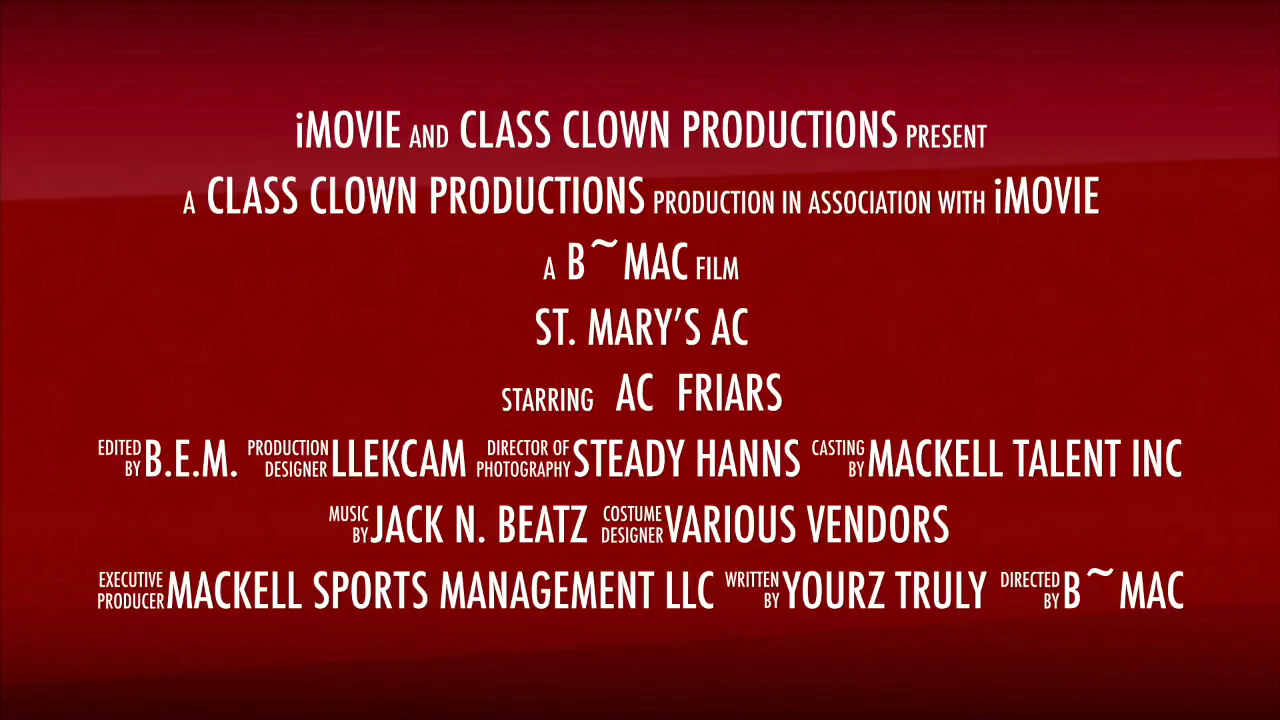 iMOVIE AND CLASS CLOWN PRODUCTIONS PRESENT
A CLASS CLOWN PRODUCTIONS PRODUCTION IN ASSOCIATION WITH iMOVIE
A B~MAC FILM
ST. MARY'S AC
STARRING AC FRIARS
EDITED BY B.E.M. PRODUCTION DESIGNER LLEKCAM DIRECTOR OF PHOTOGRAPHY STEADY HANNS CASTING BY MACKELL TALENT INC
MUSIC BY JACK N. BEATZ COSTUME DESIGNER VARIOUS VENDORS
EXECUTIVE PRODUCER MACKELL SPORTS MANAGEMENT LLC WRITTEN BY YOURZ TRULY DIRECTED BY B~MAC